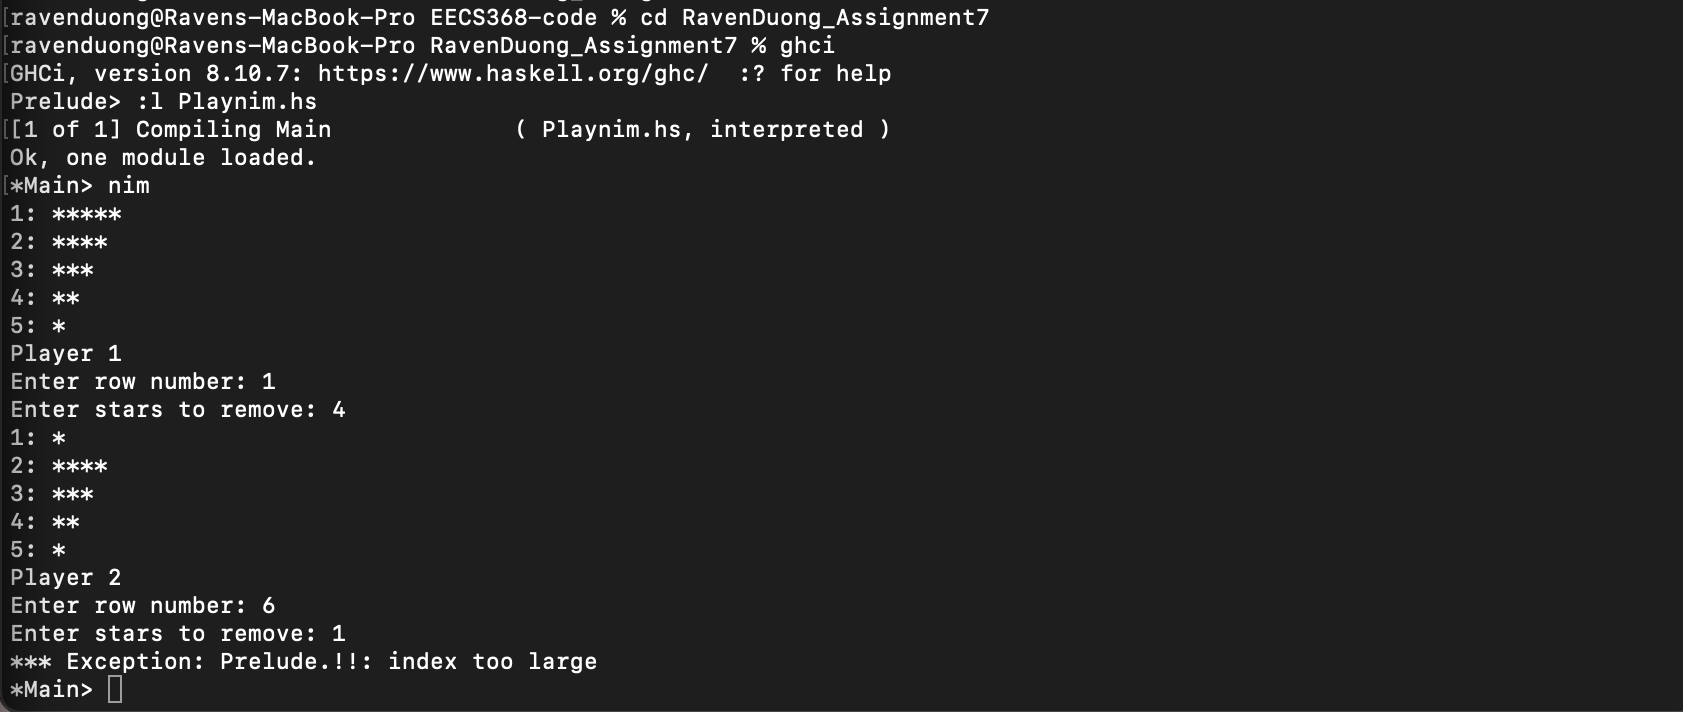 [ravenduong@Ravens-MacBook-Pro EECS368-code % cd RavenDuong_Assignment7
[ravenduong@Ravens-MacBook-Pro RavenDuong_Assignment7 % ghci
[GHCi, version 8.10.7: https://www.haskell.org/ghc/  :? for help
Prelude> :l Playnim.hs
[[1 of 1] Compiling Main             ( Playnim.hs, interpreted )
Ok, one module loaded.
[*Main> nim
1: *****
2: ****
3: ***
4: **
5: *
Player 1
Enter row number: 1
Enter stars to remove: 4
1: *
2: ****
3: ***
4: **
5: *
Player 2
Enter row number: 6
Enter stars to remove: 1
*** Exception: Prelude.!!: index too large
*Main>